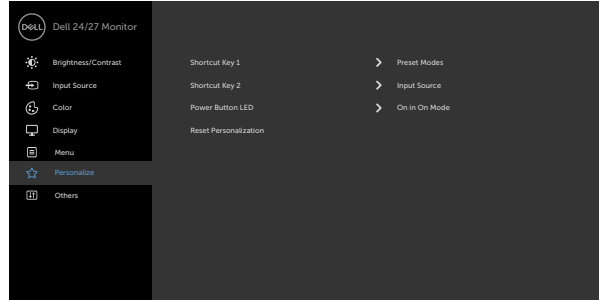 DELL Dell 24/27 Monitor
Brightness/Contrast
Input Source
Color
Display
Menu
Personalize
Others
Shortcut Key 1 Preset Modes
Shortcut Key 2 Input Source
Power Button LED On in On Mode
Reset Personalization